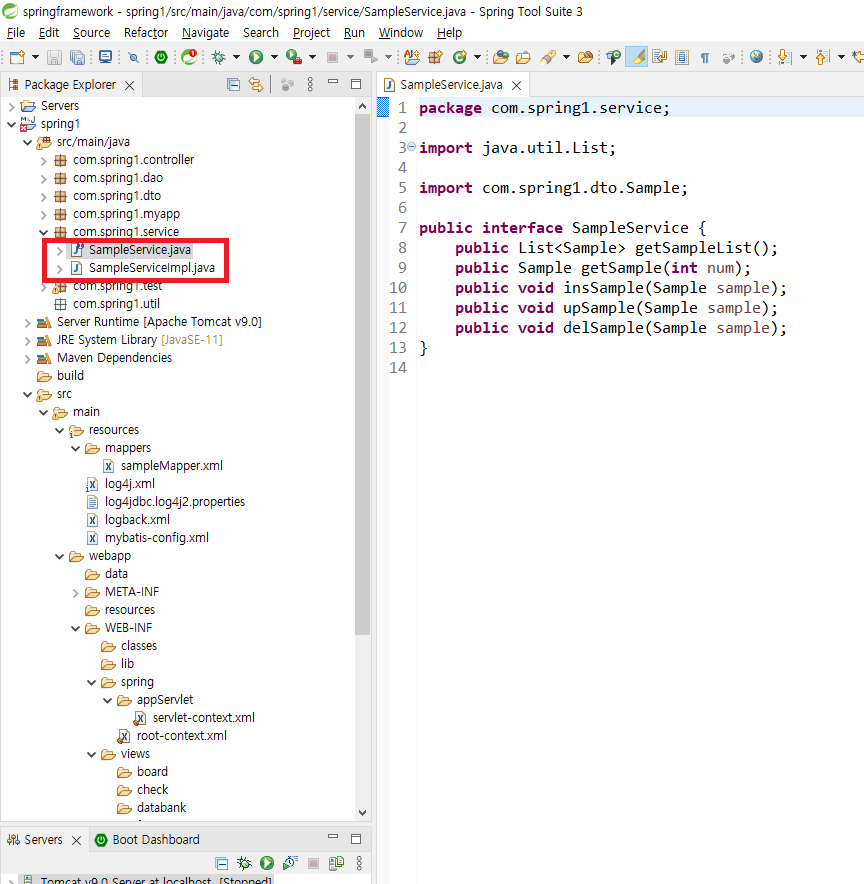 springframework - spring1/src/main/java/com/spring1/service/SampleService.java - Spring Tool Suite 3
File Edit Source Refactor Navigate Search Project Run Window Help
Package Explorer
Servers
spring1
src/main/java
com.spring1.controller
com.spring1.dao
com.spring1.dto
com.spring1.myapp
com.spring1.service
SampleService.java
SampleServiceImpl.java
com.spring1.test
com.spring1.util
Server Runtime [Apache Tomcat v9.0]
JRE System Library [JavaSE-11]
Maven Dependencies
build
src
main
resources
mappers
sampleMapper.xml
log4j.xml
log4jdbc.log4j2.properties
logback.xml
mybatis-config.xml
webapp
data
META-INF
resources
WEB-INF
classes
lib
spring
appServlet
servlet-context.xml
root-context.xml
views
board
check
databank
Servers Boot Dashboard
Tomcat v9.0 Server at localhost [Stopped]
SampleService.java
1 package com.spring1.service;
2
3 import java.util.List;
4
5 import com.spring1.dto.Sample;
6
7 public interface SampleService {
8 public List<Sample> getSampleList();
9 public Sample getSample(int num);
10 public void insSample(Sample sample);
11 public void upSample(Sample sample);
12 public void delSample(Sample sample);
13 }
14